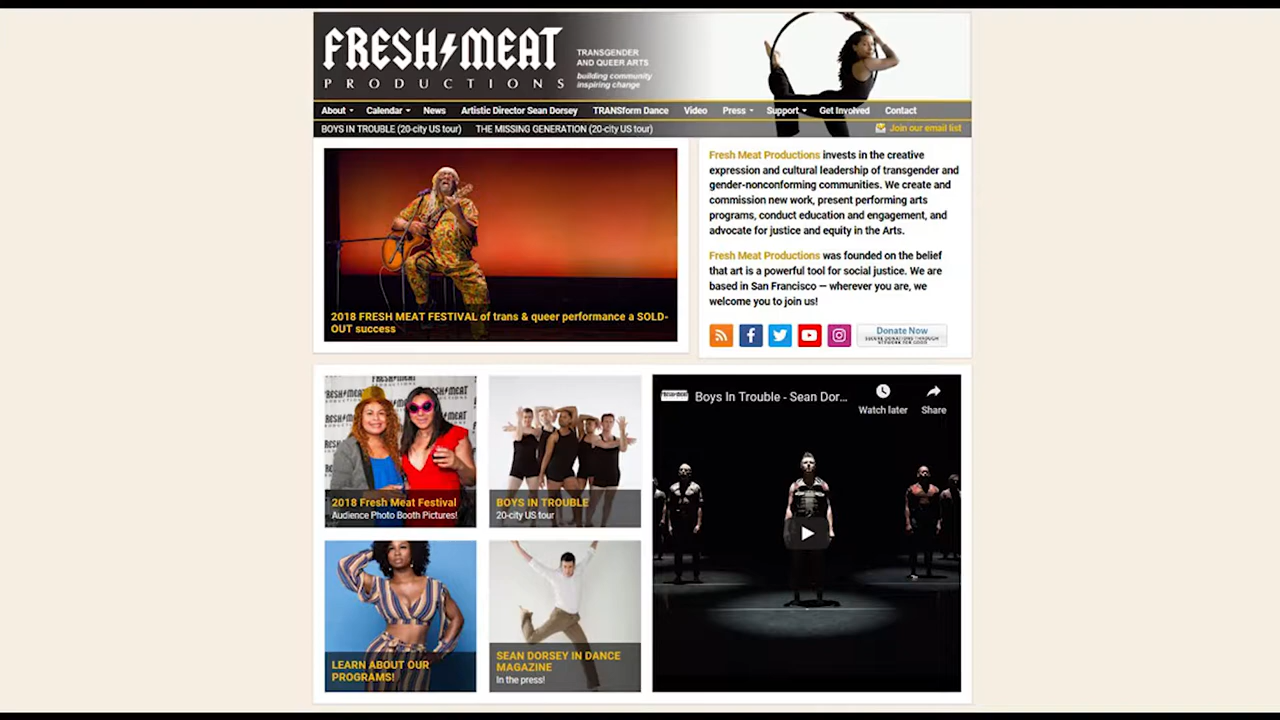 FRESH MEAT
PRODUCTIONS
TRANSGENDER
AND QUEER ARTS
building community
inspiring change
About Calendar News Artistic Director Sean Dorsey TRANSform Dance Video Press Support Get Involved Contact
BOYS IN TROUBLE (20-city US tour) THE MISSING GENERATION (20-city US tour) Join our email list
2018 FRESH MEAT FESTIVAL of trans & queer performance a SOLD-
OUT success
Fresh Meat Productions invests in the creative
expression and cultural leadership of transgender and
gender-nonconforming communities. We create and
commission new work, present performing arts
programs, conduct education and engagement, and
advocate for justice and equity in the Arts.
Fresh Meat Productions was founded on the belief
that art is a powerful tool for social justice. We are
based in San Francisco — wherever you are, we
welcome you to join us!
Donate Now
SECURE DONATIONS THROUGH
NETWORK FOR GOOD
2018 Fresh Meat Festival
Audience Photo Booth Pictures!
BOYS IN TROUBLE
20-city US tour
Boys In Trouble - Sean Dor...
Watch later
Share
LEARN ABOUT OUR
PROGRAMS!
SEAN DORSEY IN DANCE
MAGAZINE
In the press!